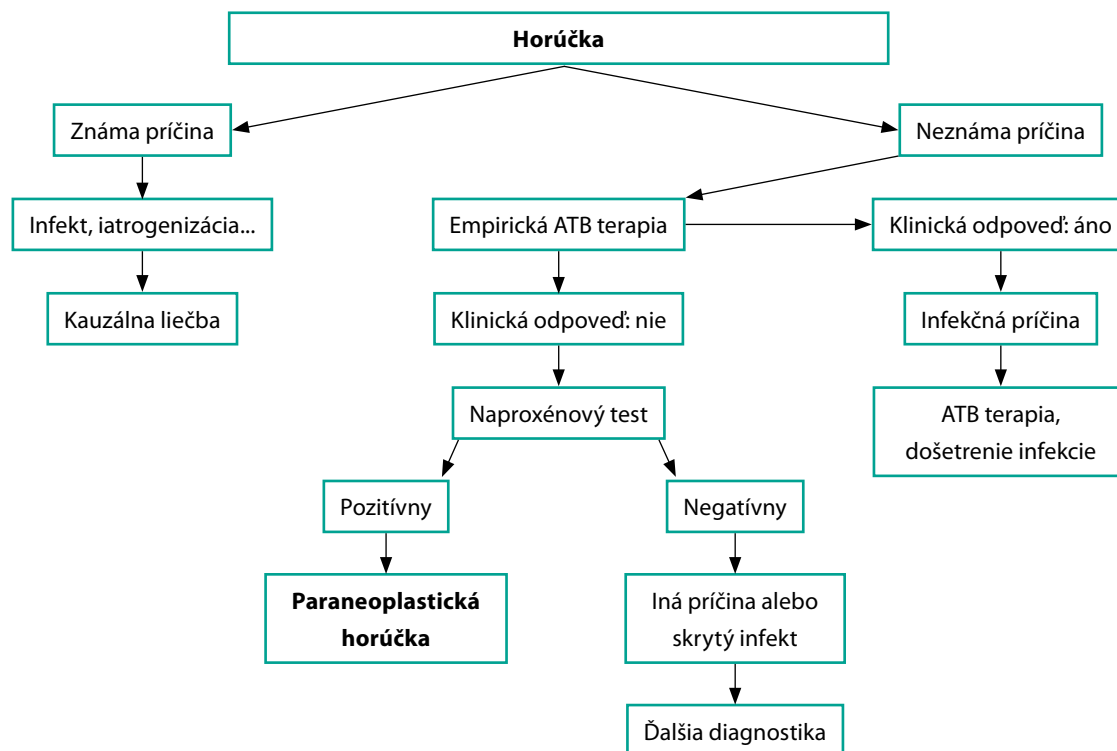 Horúčka
Známa príčina
Neznáma príčina
Infekt, iatrogenizácia...
Empirická ATB terapia
Klinická odpoveď: áno
Kauzálna liečba
Klinická odpoveď: nie
Infekčná príčina
Naproxénový test
ATB terapia,
došetrenie infekcie
Pozitívny
Negatívny
Paraneoplastická
horúčka
Iná príčina alebo
skrytý infekt
Ďalšia diagnostika